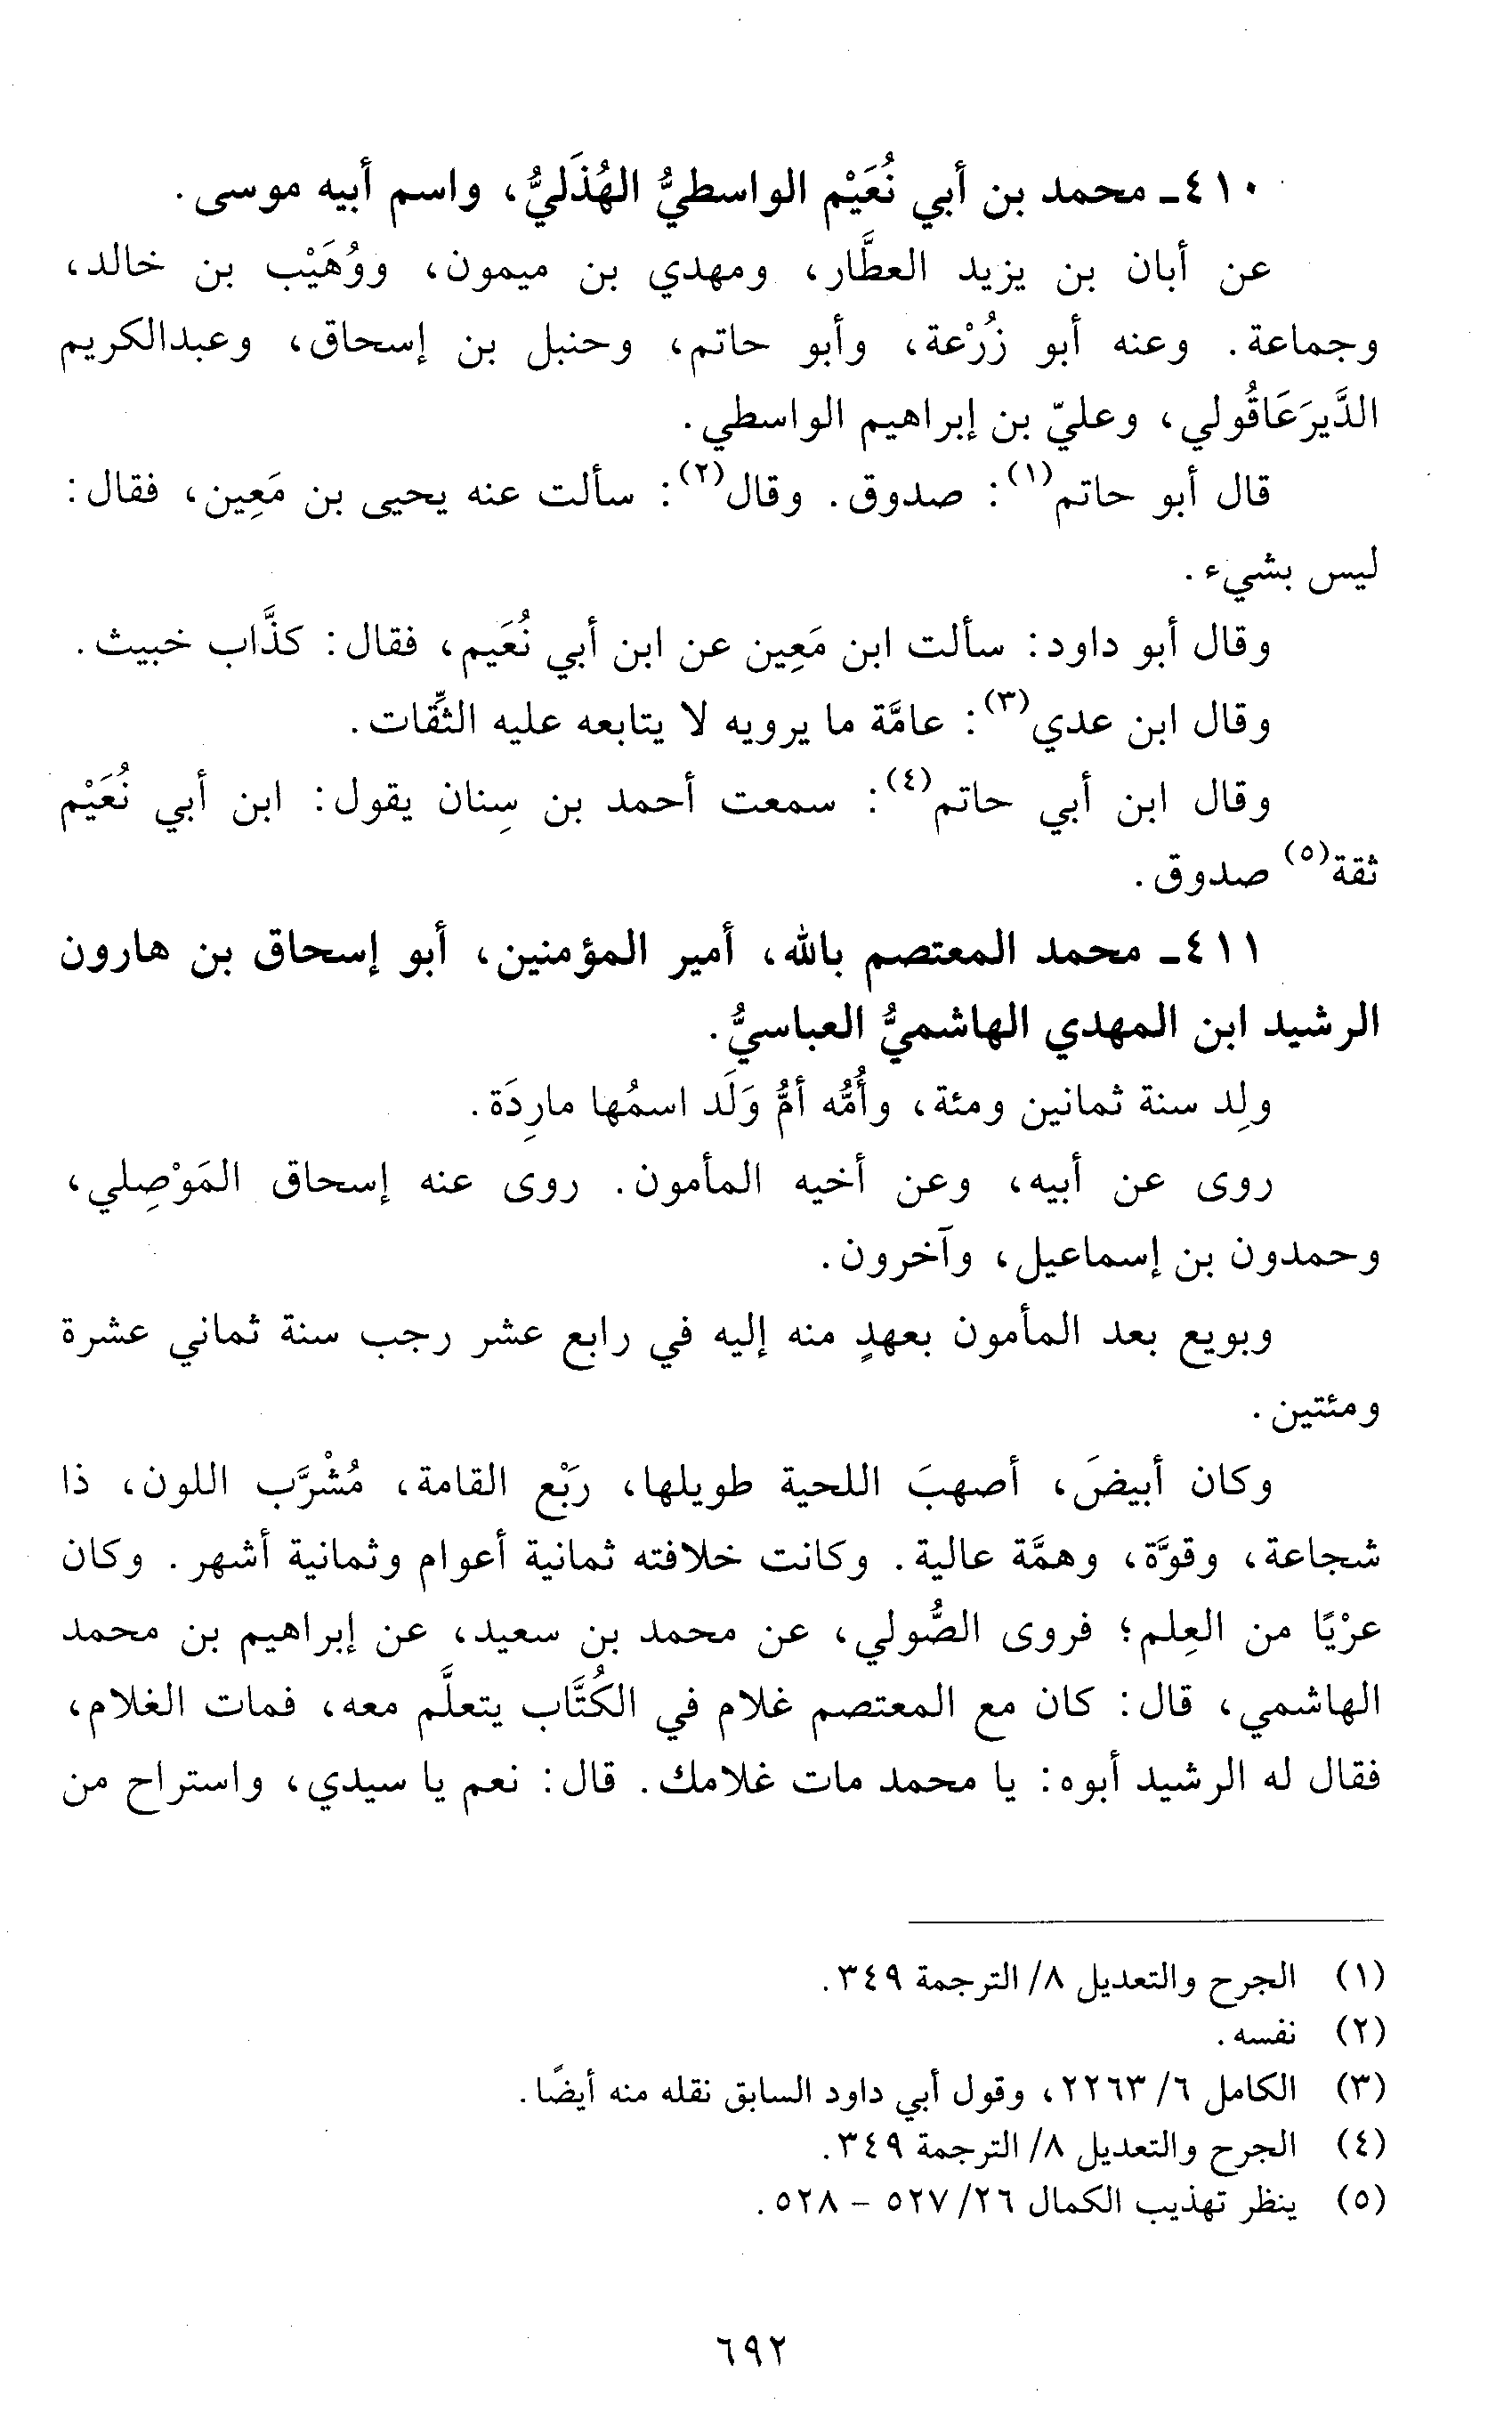 ٤١٠ـ محمد بن أبي نُعَيْم الواسطيُّ الهُذَليُّ، واسم أبيه موسى.
عن أبان بن يزيد العطَّار، ومهدي بن ميمون، ووُهَيْب بن خالد،
وجماعة. وعنه أبو زُرْعة، وأبو حاتم، وحنبل بن إسحاق، وعبدالكريم
الدَّيرَعَاقُولي، وعليّ بن إبراهيم الواسطي.
قال أبو حاتم(١): صدوق. وقال(٢): سألت عنه يحيى بن مَعِين، فقال:
ليس بشيء.
وقال أبو داود: سألت ابن مَعِين عن ابن أبي نُعَيم، فقال: كذَّاب خبيث.
وقال ابن عدي(٣): عامَّة ما يرويه لا يتابعه عليه الثِّقات.
وقال ابن أبي حاتم(٤): سمعت أحمد بن سِنان يقول: ابن أبي نُعَيْم
ثقة(٥) صدوق.
٤١١ـ محمد المعتصم بالله، أمير المؤمنين، أبو إسحاق بن هارون
الرشيد ابن المهدي الهاشميُّ العباسيُّ.
ولِد سنة ثمانين ومئة، وأُمُّه أمُّ وَلَد اسمُها مارِدَة.
روى عن أبيه، وعن أخيه المأمون. روى عنه إسحاق المَوْصِلي،
وحمدون بن إسماعيل، وآخرون.
وبويع بعد المأمون بعهدٍ منه إليه في رابع عشر رجب سنة ثماني عشرة
ومئتين.
وكان أبيضَ، أصهبَ اللحية طويلها، رَبْع القامة، مُشْرَّب اللون، ذا
شجاعة، وقوَّة، وهمَّة عالية. وكانت خلافته ثمانية أعوام وثمانية أشهر. وكان
عرْيًا من العِلم؛ فروى الصُّولي، عن محمد بن سعيد، عن إبراهيم بن محمد
الهاشمي، قال: كان مع المعتصم غلام في الكُتَّاب يتعلَّم معه، فمات الغلام،
فقال له الرشيد أبوه: يا محمد مات غلامك. قال: نعم يا سيدي، واستراح من
(١) الجرح والتعديل ٨/ الترجمة ٣٤٩.
(٢) نفسه.
(٣) الكامل ٦/ ٢٢٦٣، وقول أبي داود السابق نقله منه أيضًا.
(٤) الجرح والتعديل ٨/ الترجمة ٣٤٩.
(٥) ينظر تهذيب الكمال ٢٦/ ٥٢٧ – ٥٢٨.
٦٩٢